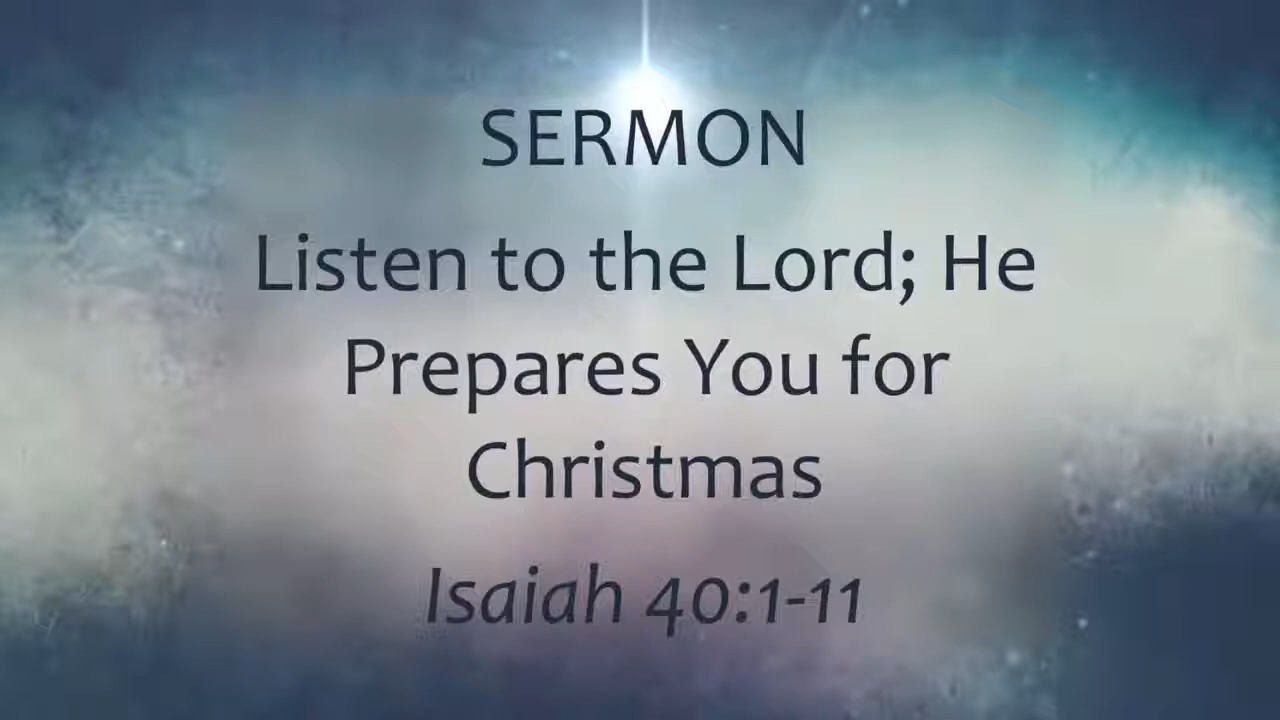 SERMON
Listen to the Lord; He
Prepares You for
Christmas
Isaiah 40:1-11